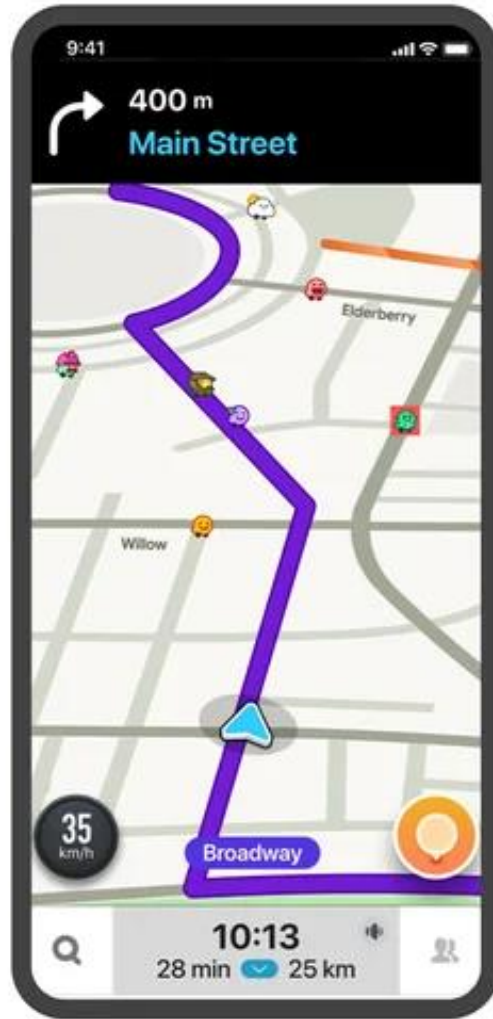 9:41
400 m
Main Street
Elderberry
Willow
35
km/h
Broadway
10:13
28 min 25 km